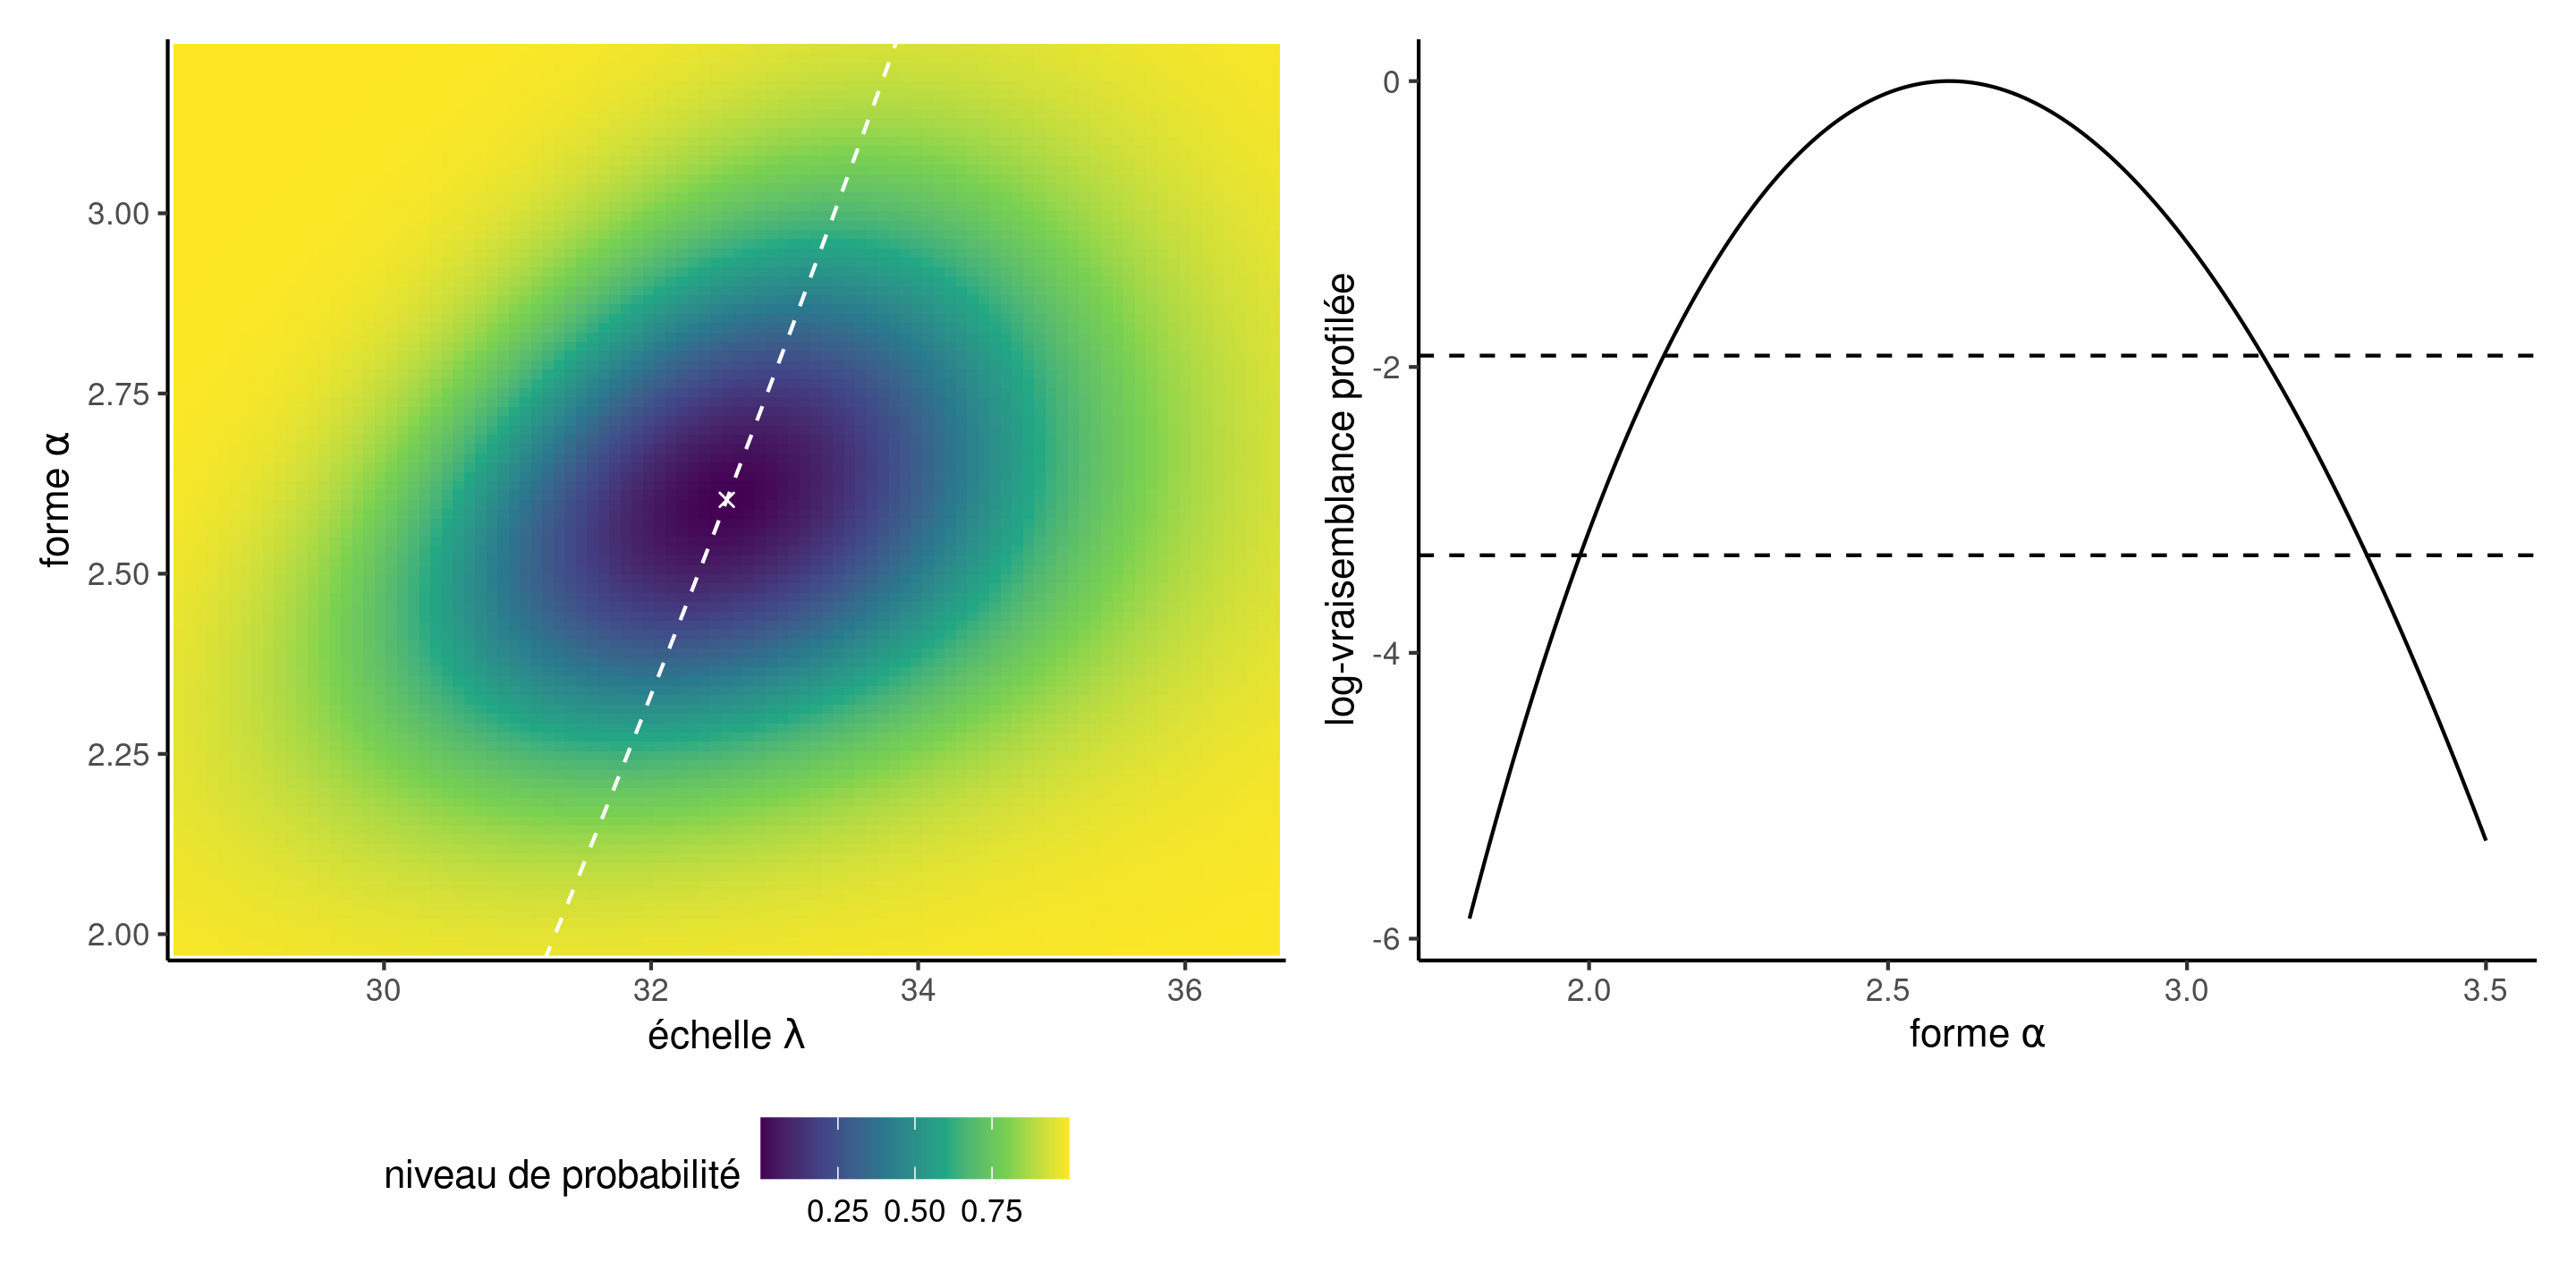 forme α
3.00
2.75
2.50
2.25
2.00
30 32 34 36
échelle λ
niveau de probabilité
0.25 0.50 0.75
log-vraisemblance profilée
0
-2
-4
-6
2.0 2.5 3.0 3.5
forme α